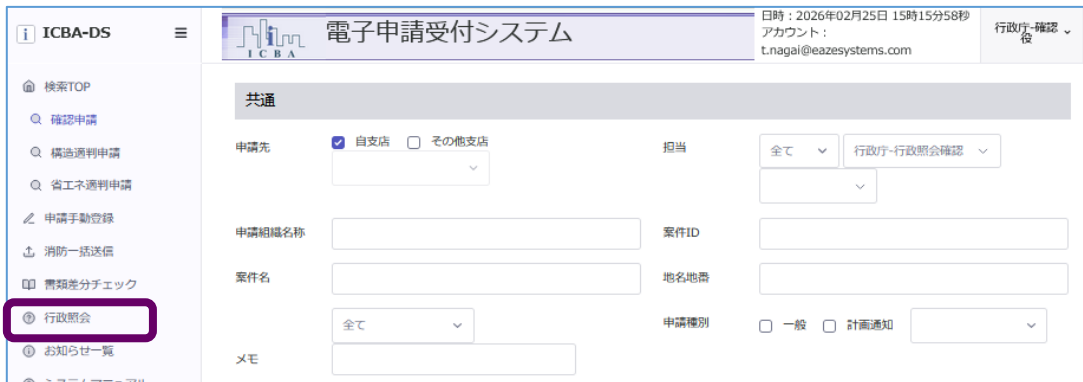 i ICBA-DS
ICBA
電子申請受付システム
日時：2026年02月25日 15時15分58秒
アカウント：
t.nagai@eazesystems.com
行政庁-確認
役
検索TOP
確認申請
構造適判申請
省エネ適判申請
申請手動登録
消防一括送信
書類差分チェック
行政照会
お知らせ一覧
共通
申請先
自支店
その他支店
担当
全て
行政庁-行政照会確認
申請組織名称
案件ID
案件名
地名地番
全て
申請種別
一般
計画通知
メモ